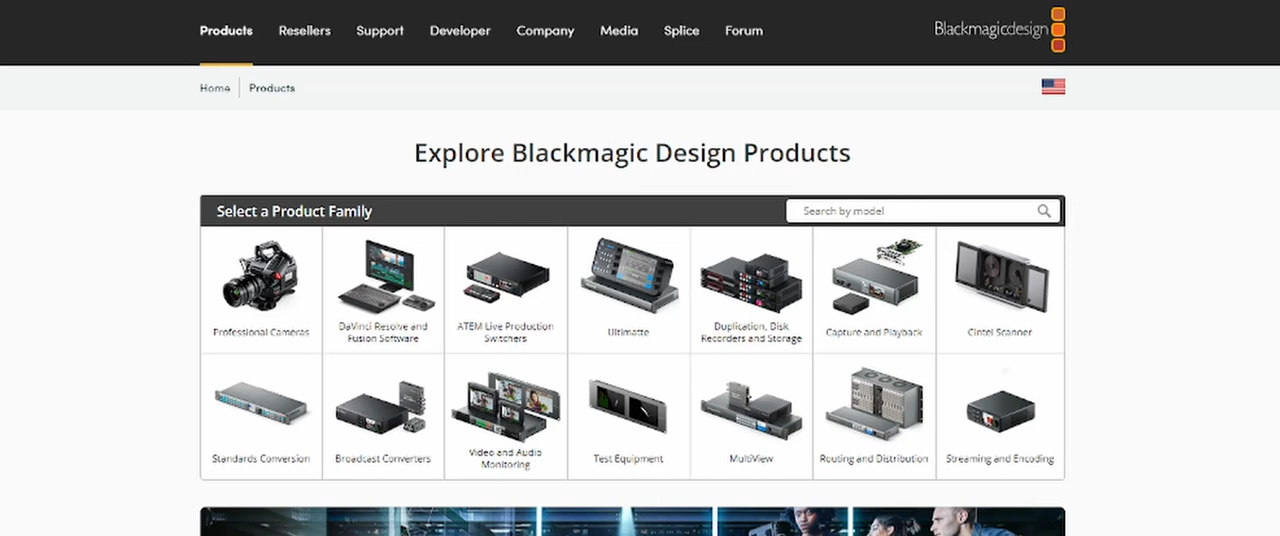 Products Resellers Support Developer Company Media Splice Forum
Blackmagicdesign
Home Products
Explore Blackmagic Design Products
Select a Product Family
Search by model
Professional Cameras
DaVinci Resolve and
Fusion Software
ATEM Live Production
Switchers
Ultimatte
Duplication, Disk
Recorders and Storage
Capture and Playback
Cintel Scanner
Standards Conversion
Broadcast Converters
Video and Audio
Monitoring
Test Equipment
MultiView
Routing and Distribution
Streaming and Encoding